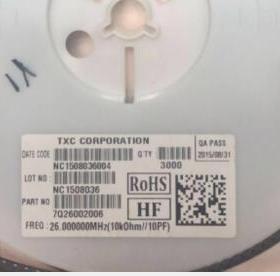 TXC CORPORATION
QA PASS
2015/08/31
DATE CODE
QTY
NC1508036004
3000
LOT NO
NC1508036
RoHS
PART NO
7Q26002006
HF
FREQ : 26.000000MHz(10kOhm//10PF)